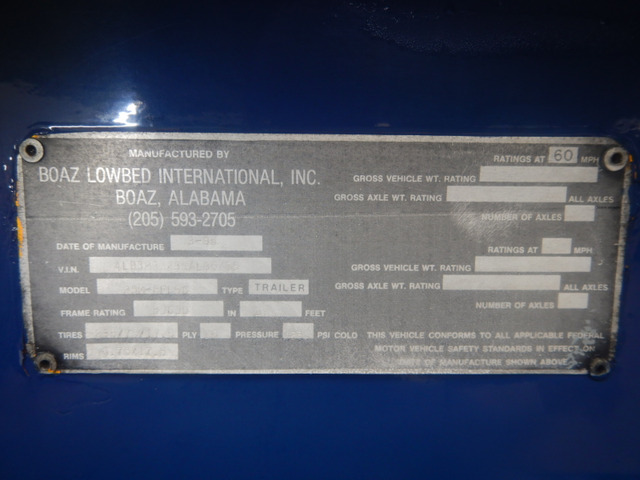 MANUFACTURED BY
BOAZ LOWBED INTERNATIONAL, INC.
BOAZ, ALABAMA
(205) 593-2705
DATE OF MANUFACTURE
V.I.N.
MODEL TYPE TRAILER
FRAME RATING IN FEET
TIRES PLY PRESSURE PSI COLD
RIMS
RATINGS AT 60 MPH
GROSS VEHICLE WT. RATING
GROSS AXLE WT. RATING ALL AXLES
NUMBER OF AXLES
RATINGS AT MPH
GROSS VEHICLE WT. RATING
GROSS AXLE WT. RATING ALL AXLES
NUMBER OF AXLES
THIS VEHICLE CONFORMS TO ALL APPLICABLE FEDERAL
MOTOR VEHICLE SAFETY STANDARDS IN EFFECT ON
DATE OF MANUFACTURE SHOWN ABOVE.